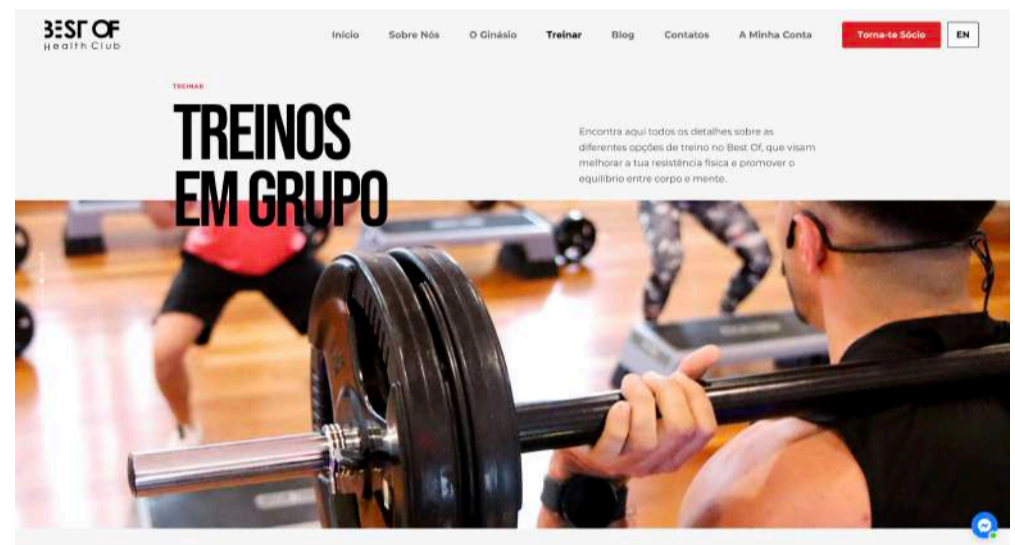 BEST OF
Health Club
Início
Sobre Nós
O Ginásio
Treinar
Blog
Contatos
A Minha Conta
Torna-te Sócio
EN
TREINAR
TREINOS
EM GRUPO
Encontra aqui todos os detalhes sobre as
diferentes opções de treino no Best Of, que visam
melhorar a tua resistência física e promover o
equilíbrio entre corpo e mente.